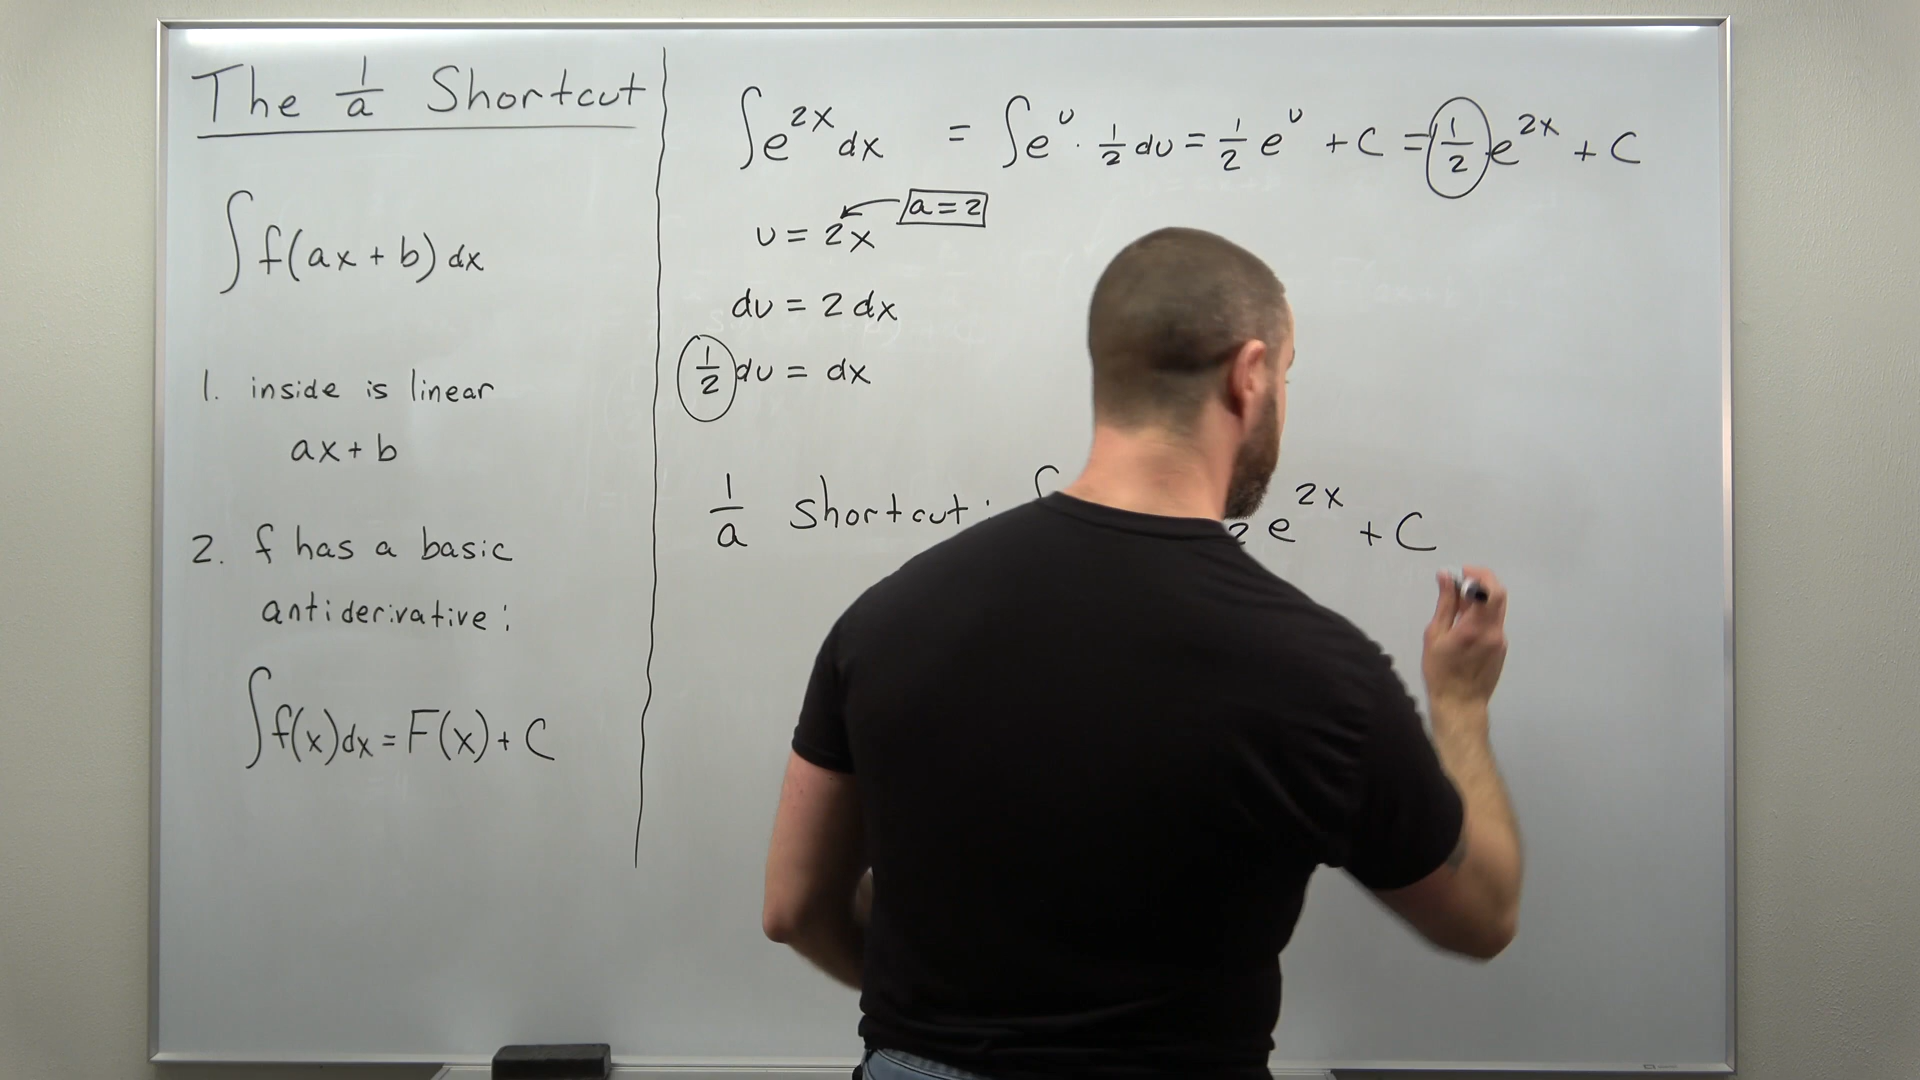 The 1/a Shortcut
∫ f(ax + b) dx
1. inside is linear
ax + b
2. f has a basic
antiderivative:
∫ f(x) dx = F(x) + C
∫ e^{2x} dx = ∫ e^u · 1/2 du = 1/2 e^u + C = 1/2 e^{2x} + C
a = 2
u = 2x
du = 2 dx
1/2 du = dx
1/a shortcut: ∫ 2 e^{2x} + C